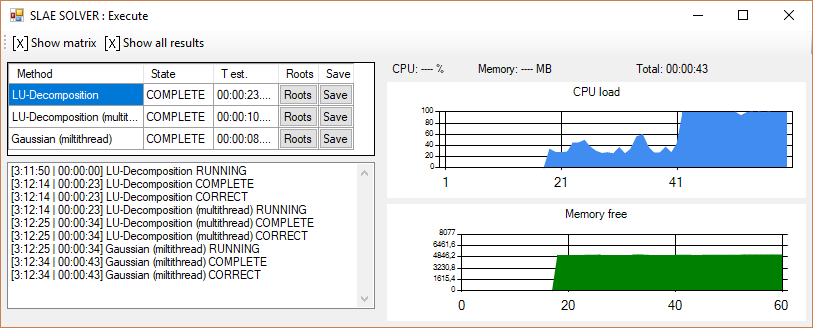 SLAE SOLVER : Execute
[X] Show matrix [X] Show all results
Method State T est. Roots Save
LU-Decomposition COMPLETE 00:00:23.... Roots Save
LU-Decomposition (multit... COMPLETE 00:00:10.... Roots Save
Gaussian (miltithread) COMPLETE 00:00:08.... Roots Save
[3:11:50 | 00:00:00] LU-Decomposition RUNNING
[3:12:14 | 00:00:23] LU-Decomposition COMPLETE
[3:12:14 | 00:00:23] LU-Decomposition CORRECT
[3:12:14 | 00:00:23] LU-Decomposition (multithread) RUNNING
[3:12:25 | 00:00:34] LU-Decomposition (multithread) COMPLETE
[3:12:25 | 00:00:34] LU-Decomposition (multithread) CORRECT
[3:12:25 | 00:00:34] Gaussian (miltithread) RUNNING
[3:12:34 | 00:00:43] Gaussian (miltithread) COMPLETE
[3:12:34 | 00:00:43] Gaussian (miltithread) CORRECT
CPU: ---- % Memory: ---- MB Total: 00:00:43
CPU load
100
80
60
40
20
0
1 21 41
Memory free
8077
6461,6
4846,2
3230,8
1615,4
0
0 20 40 60